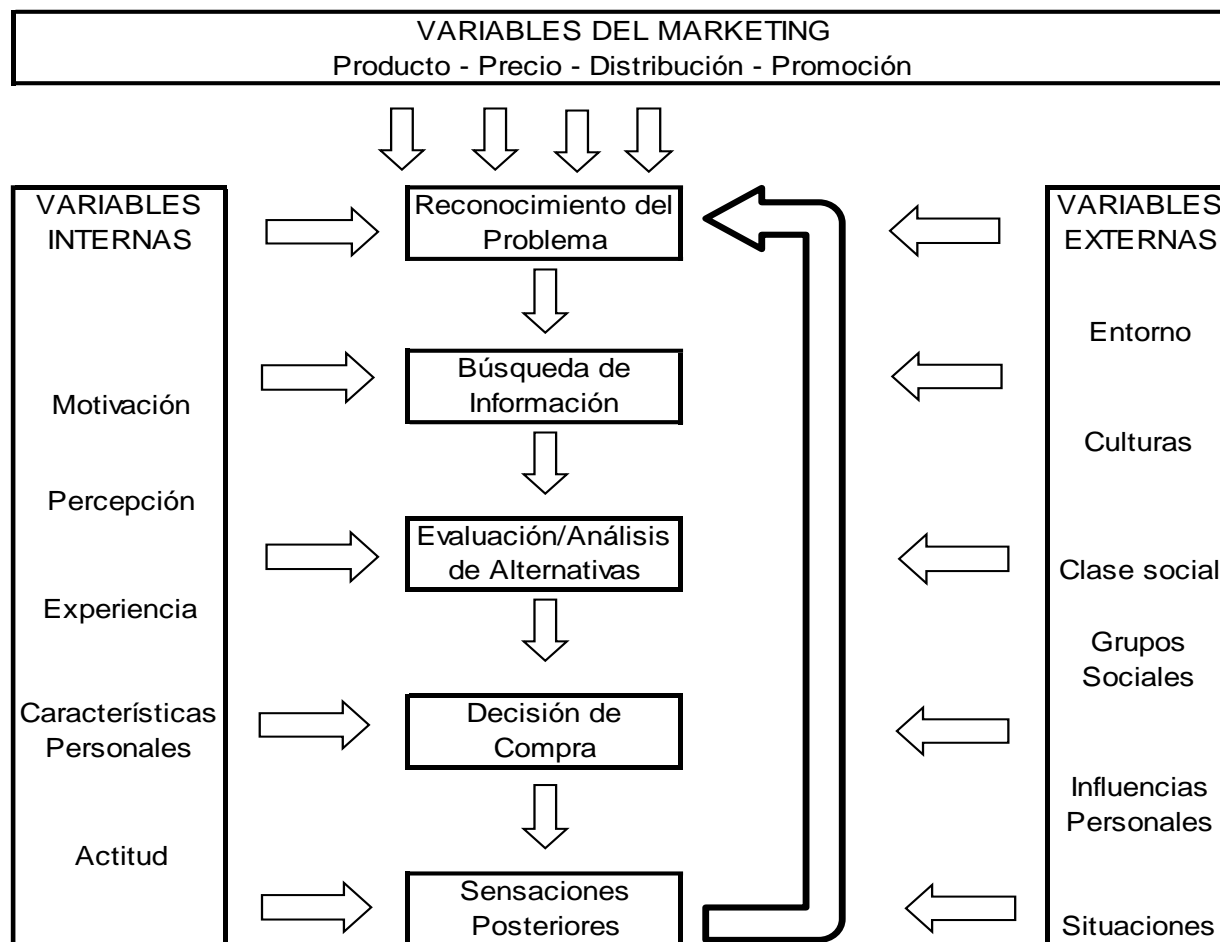 VARIABLES DEL MARKETING
Producto - Precio - Distribución - Promoción
VARIABLES
INTERNAS
Motivación
Percepción
Experiencia
Característícas
Personales
Actitud
Reconocimiento del
Problema
Búsqueda de
Información
Evaluación/Análisis
de Alternativas
Decisión de
Compra
Sensaciones
Posteriores
VARIABLES
EXTERNAS
Entorno
Culturas
Clase social
Grupos
Sociales
Influencias
Personales
Situaciones